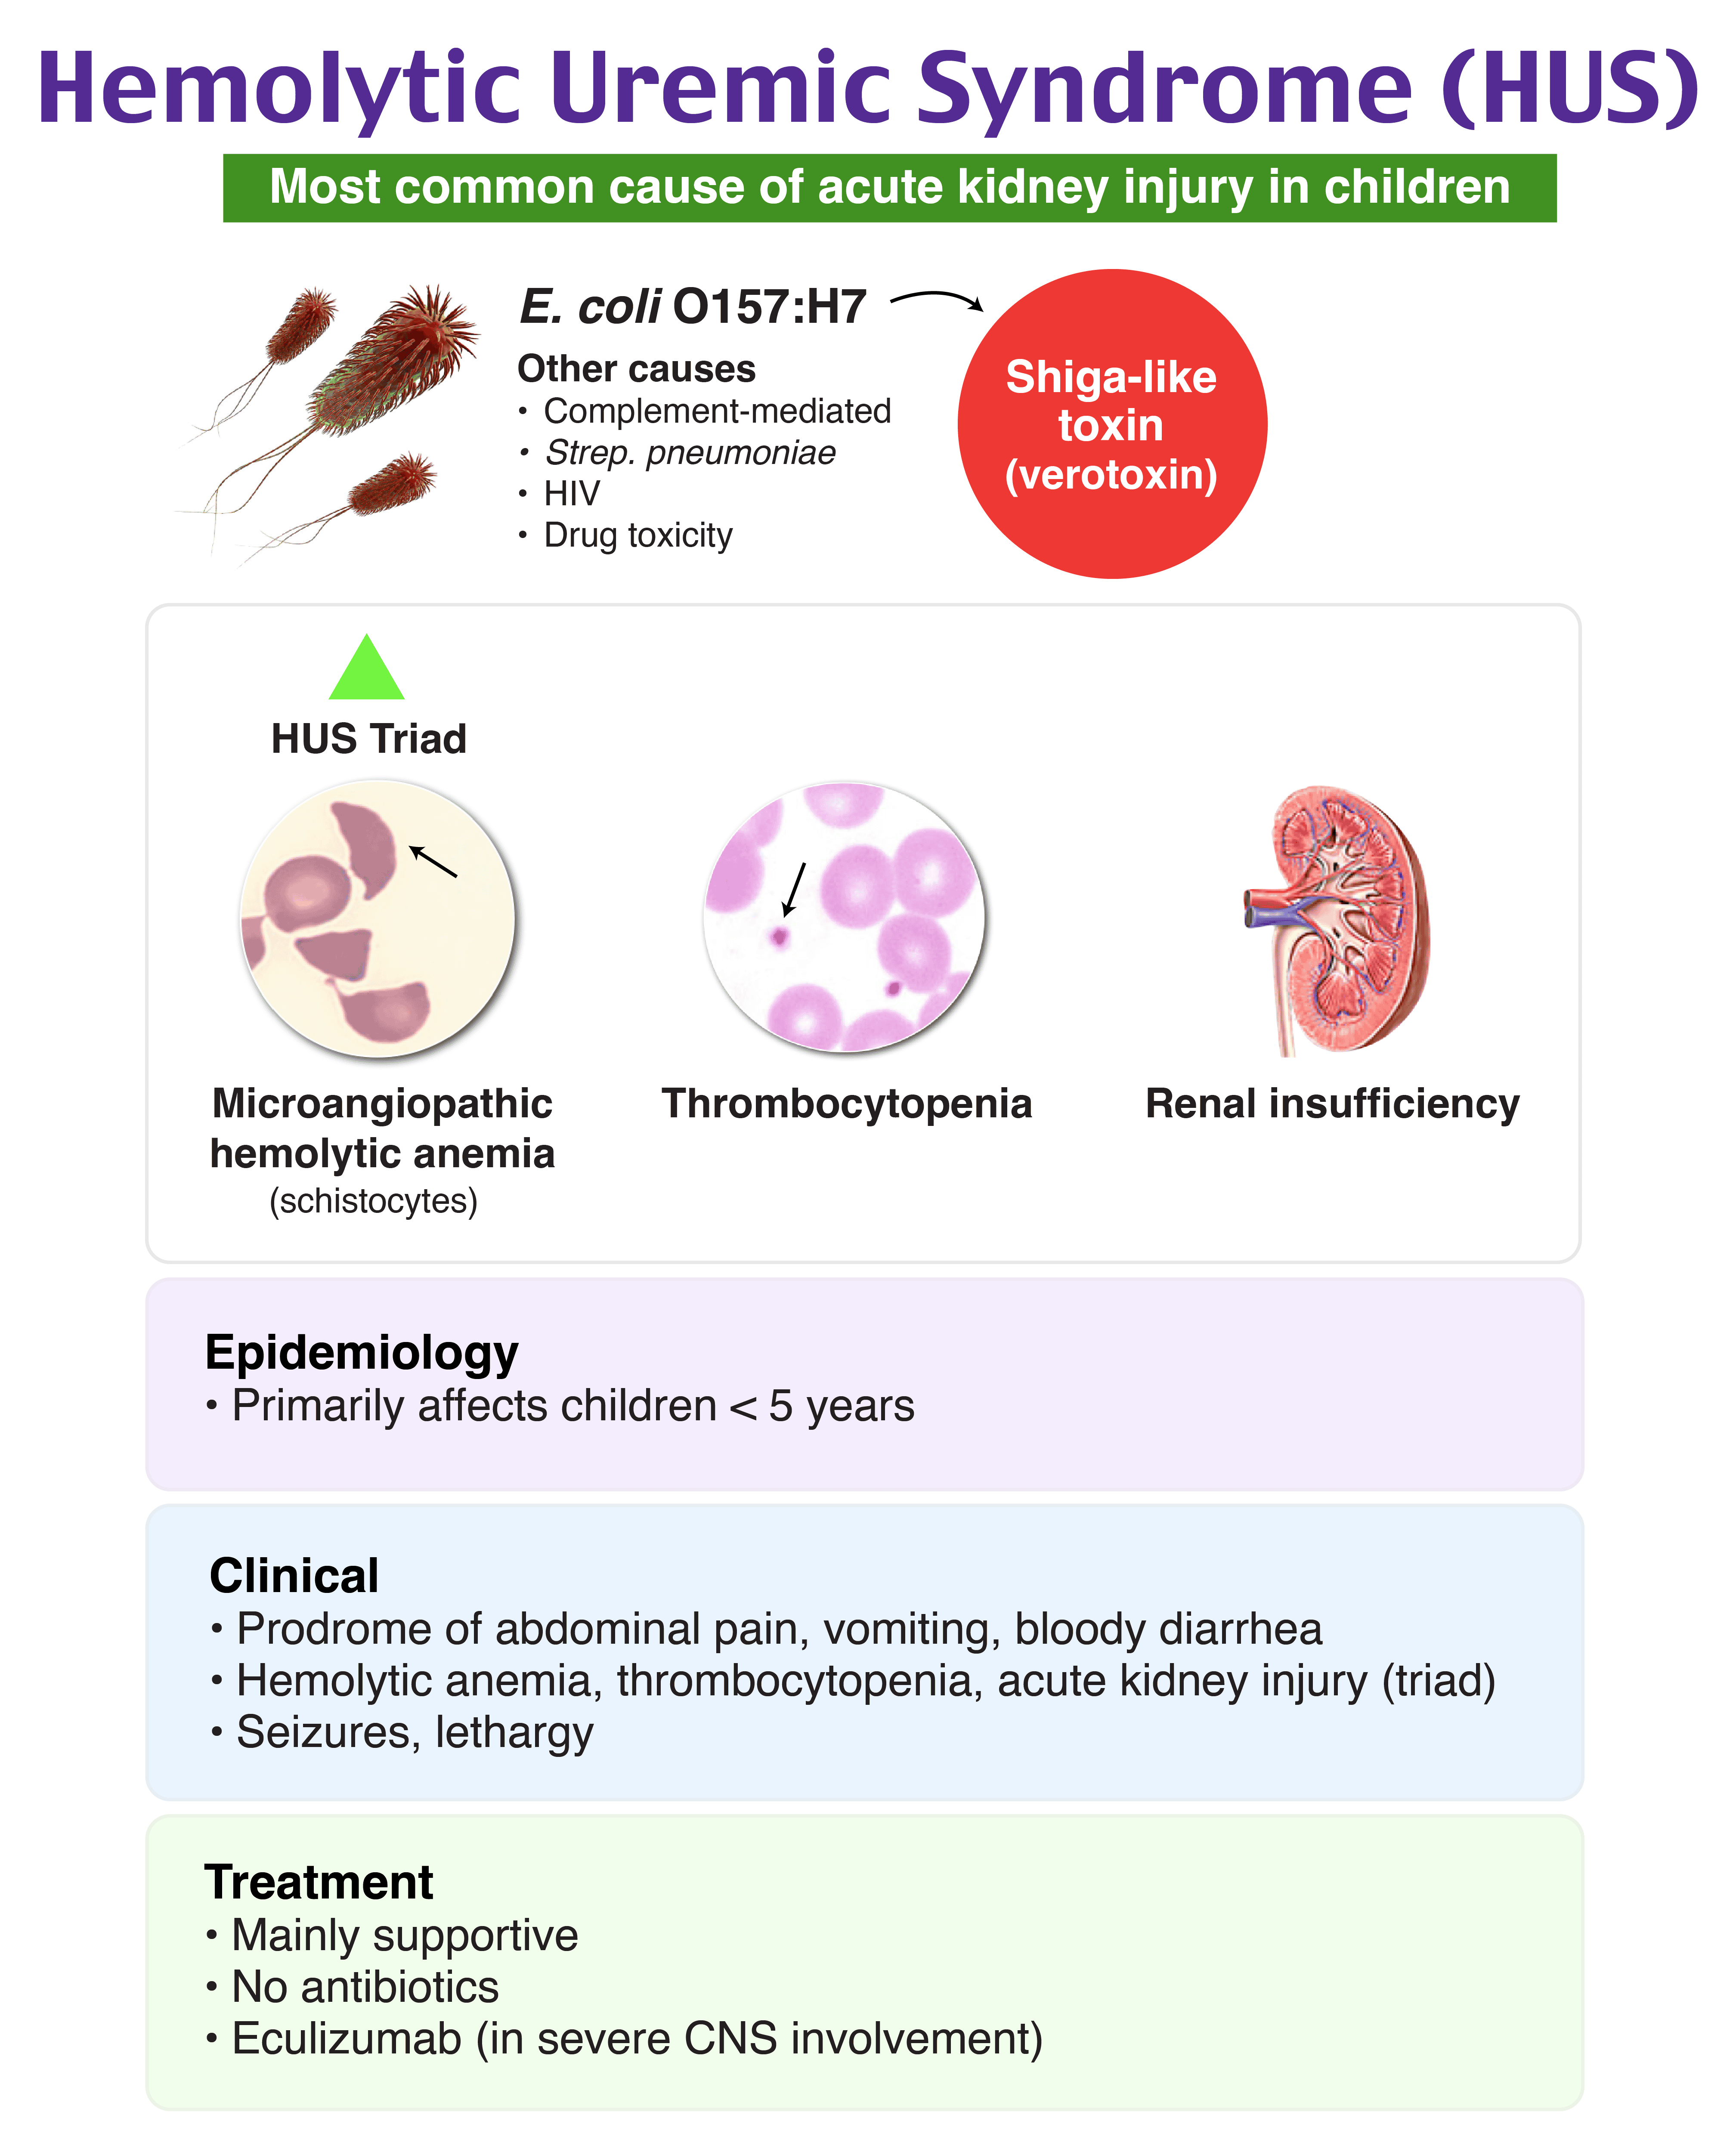 Hemolytic Uremic Syndrome (HUS)
Most common cause of acute kidney injury in children
E. coli O157:H7
Other causes
• Complement-mediated
• Strep. pneumoniae
• HIV
• Drug toxicity
Shiga-like
toxin
(verotoxin)
HUS Triad
Microangiopathic
hemolytic anemia
(schistocytes)
Thrombocytopenia
Renal insufficiency
Epidemiology
• Primarily affects children < 5 years
Clinical
• Prodrome of abdominal pain, vomiting, bloody diarrhea
• Hemolytic anemia, thrombocytopenia, acute kidney injury (triad)
• Seizures, lethargy
Treatment
• Mainly supportive
• No antibiotics
• Eculizumab (in severe CNS involvement)